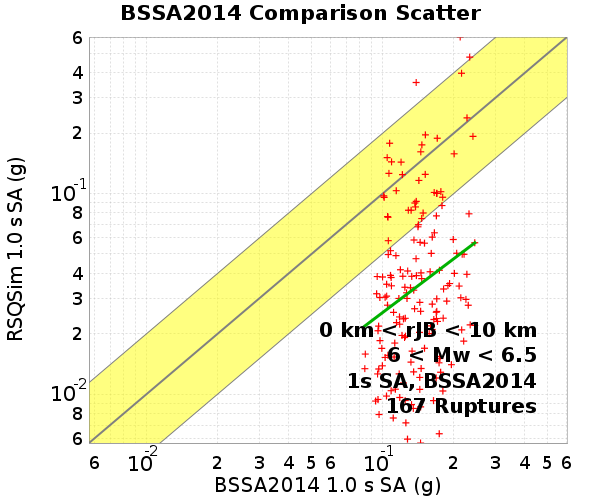 BSSA2014 Comparison Scatter
6
4
3
2
10-1
8
6
4
3
2
10-2
8
6
RSQSim 1.0 s SA (g)
0 km < rJB < 10 km
6 < Mw < 6.5
1s SA, BSSA2014
167 Ruptures
6 10-2 2 3 4 5 6 10-1 2 3 4 5 6
BSSA2014 1.0 s SA (g)